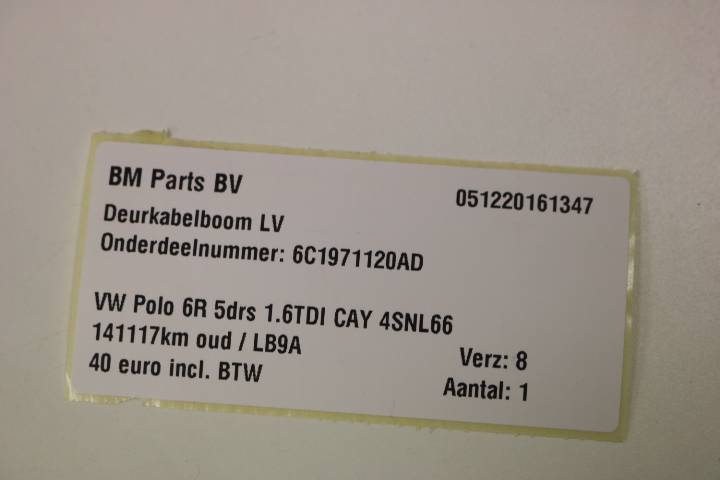 BM Parts BV
051220161347
Deurkabelboom LV
Onderdeelnummer: 6C1971120AD
VW Polo 6R 5drs 1.6TDI CAY 4SNL66
141117km oud / LB9A
Verz: 8
40 euro incl. BTW
Aantal: 1